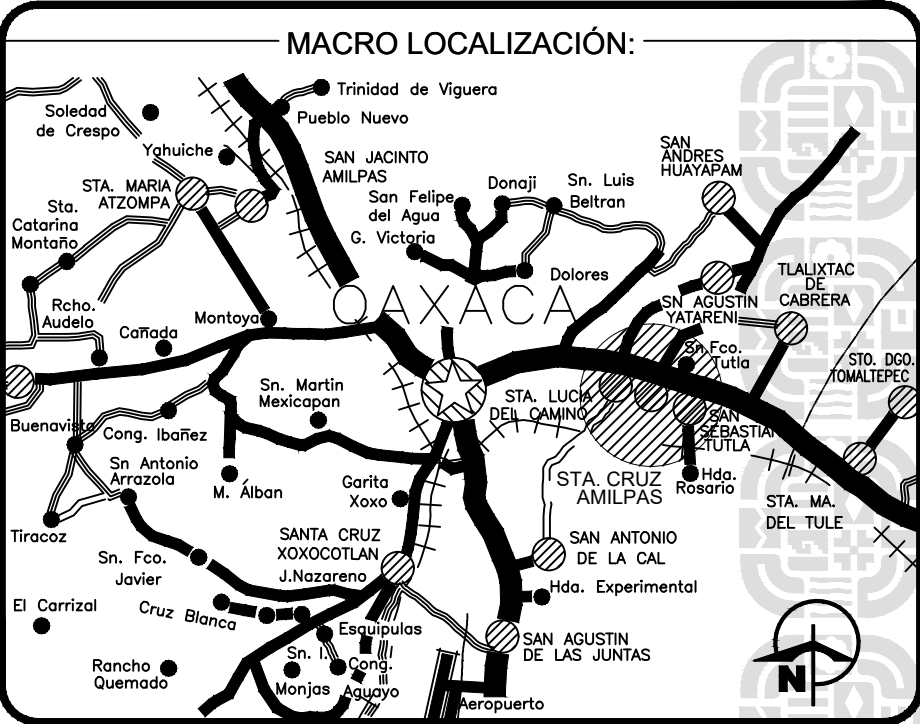 MACRO LOCALIZACIÓN:
Trinidad de Viguera
Soledad
de Crespo
Pueblo Nuevo
Yahuiche
SAN JACINTO
AMILPAS
SAN
ANDRES
HUAYAPAM
STA. MARIA
ATZOMPA
San Felipe
del Agua
Donaji
Sn. Luis
Beltran
Sta.
Catarina
Montaño
G. Victoria
Dolores
TLALIXTAC
DE
CABRERA
OAXACA
Rcho.
Audelo
Montoya
SN AGUSTIN
YATARENI
Cañada
Sn. Fco.
Tutla
STO. DGO.
TOMALTEPEC
Sn. Martin
Mexicapan
STA. LUCIA
DEL CAMINO
Buenavista
Cong. Ibañez
SAN
SEBASTIAN
TUTLA
Sn Antonio
Arrazola
M. Álban
Garita
Xoxo
STA. CRUZ
AMILPAS
Hda.
Rosario
STA. MA.
DEL TULE
Tiracoz
SANTA CRUZ
XOXOCOTLAN
SAN ANTONIO
DE LA CAL
Sn. Fco.
Javier
J.Nazareno
Hda. Experimental
El Carrizal
Cruz Blanca
Esquipulas
SAN AGUSTIN
DE LAS JUNTAS
Rancho
Quemado
Sn. I.
Monjas
Cong.
Aguayo
Aeropuerto
N